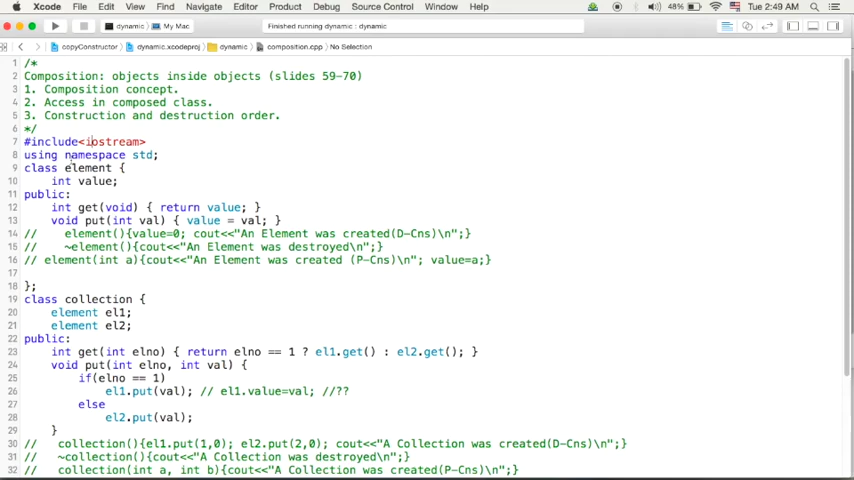 Xcode File Edit View Find Navigate Editor Product Debug Source Control Window Help 48% Tue 2:49 AM
dynamic My Mac Finished running dynamic : dynamic
copyConstructor dynamic.xcodeproj dynamic composition.cpp No Selection
1 /*
2 Composition: objects inside objects (slides 59-70)
3 1. Composition concept.
4 2. Access in composed class.
5 3. Construction and destruction order.
6 */
7 #include<iostream>
8 using namespace std;
9 class element {
10 int value;
11 public:
12 int get(void) { return value; }
13 void put(int val) { value = val; }
14 // element(){value=0; cout<<"An Element was created(D-Cns)\n";}
15 // ~element(){cout<<"An Element was destroyed\n";}
16 // element(int a){cout<<"An Element was created (P-Cns)\n"; value=a;}
17
18 };
19 class collection {
20 element el1;
21 element el2;
22 public:
23 int get(int elno) { return elno == 1 ? el1.get() : el2.get(); }
24 void put(int elno, int val) {
25 if(elno == 1)
26 el1.put(val); // el1.value=val; //??
27 else
28 el2.put(val);
29 }
30 // collection(){el1.put(1,0); el2.put(2,0); cout<<"A Collection was created(D-Cns)\n";}
31 // ~collection(){cout<<"A Collection was destroyed\n";}
32 // collection(int a, int b){cout<<"A Collection was created(P-Cns)\n";}